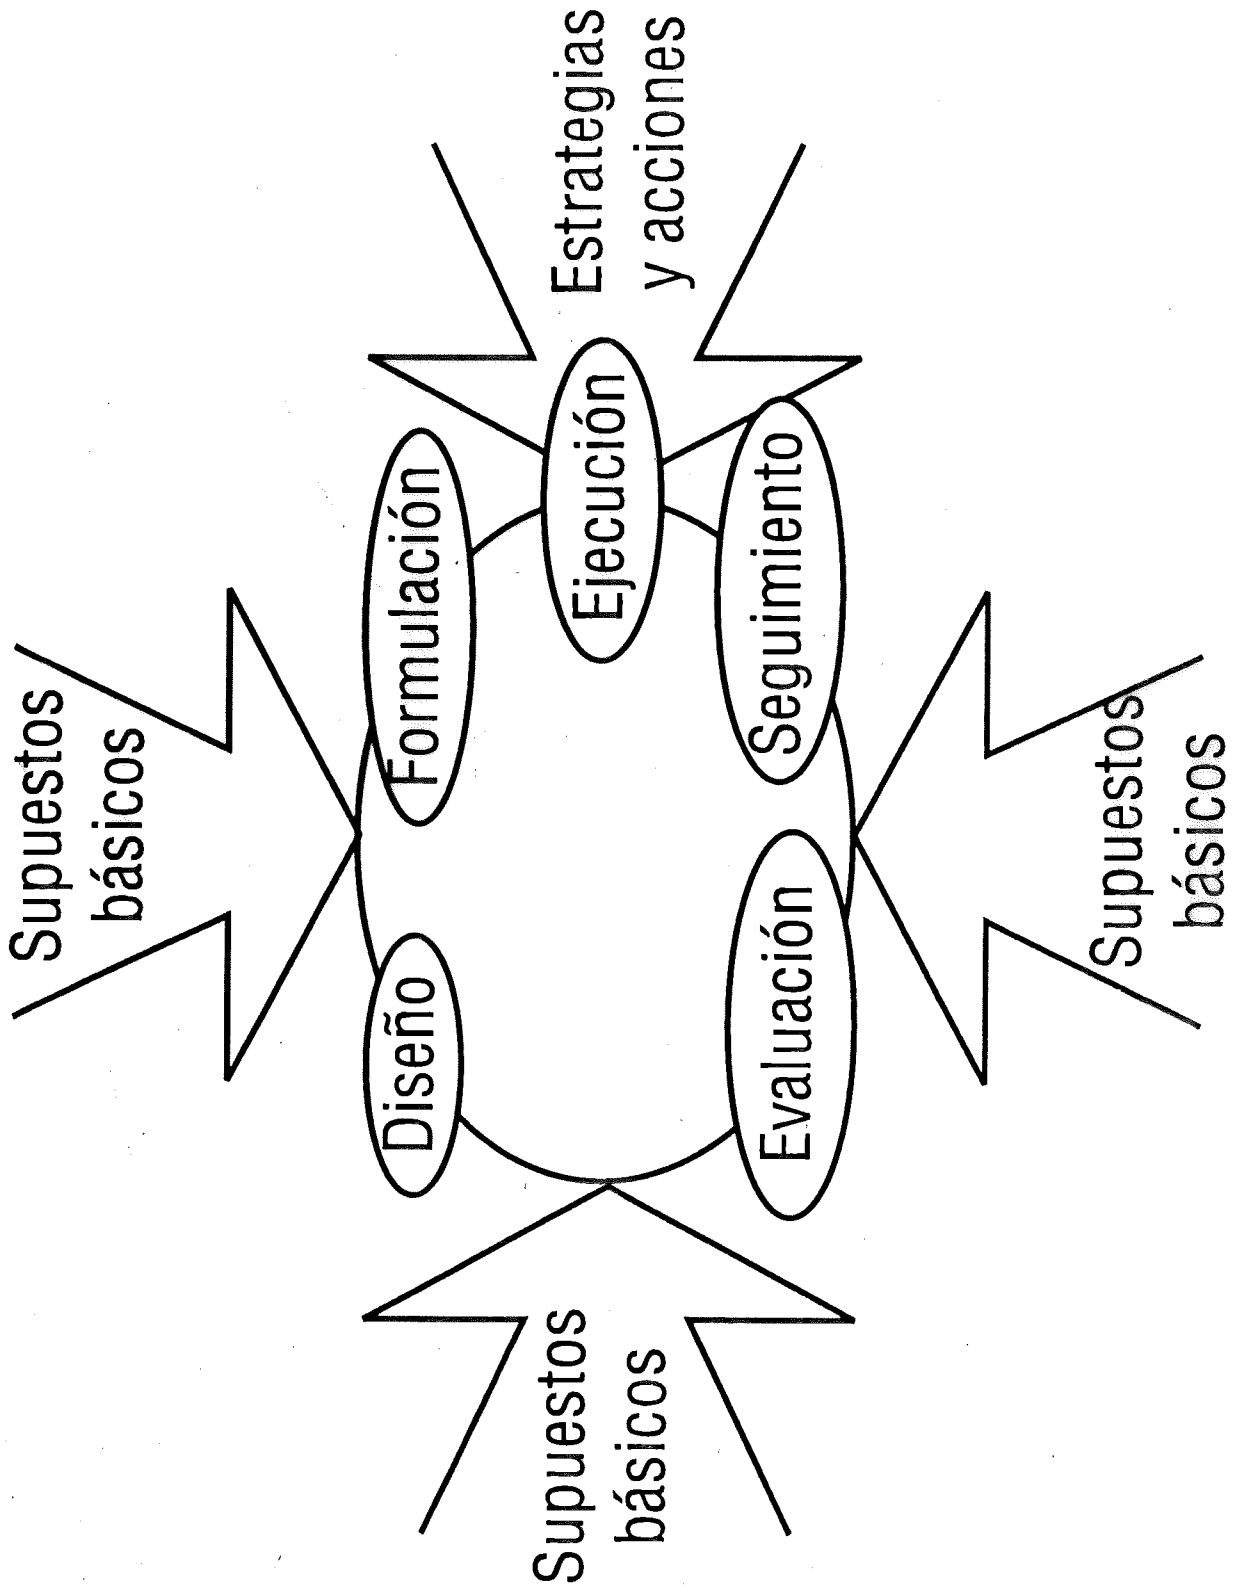 Supuestos
básicos
Diseño
Formulación
Supuestos
básicos
Ejecución
Estrategias
y acciones
Evaluación
Seguimiento
Supuestos
básicos